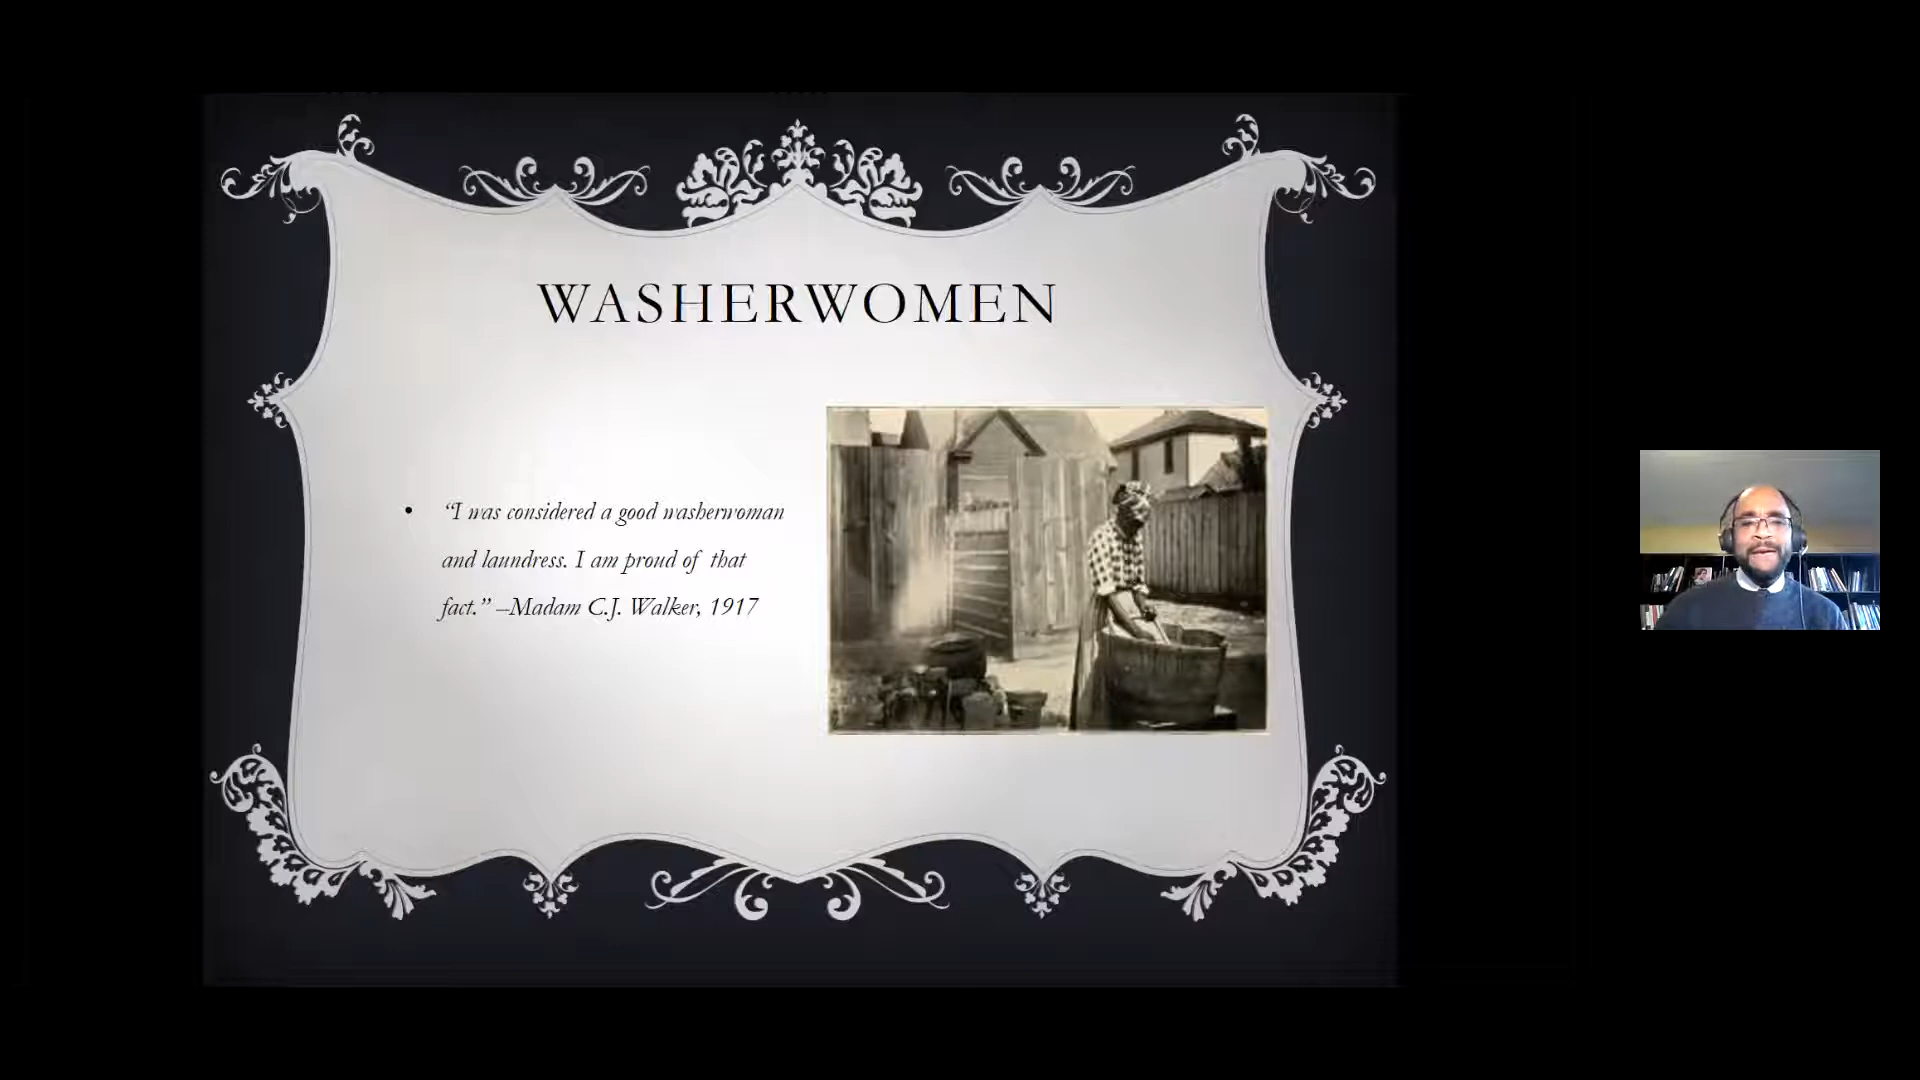 WASHERWOMEN
• “I was considered a good washerwoman
and laundress. I am proud of that
fact.” –Madam C.J. Walker, 1917